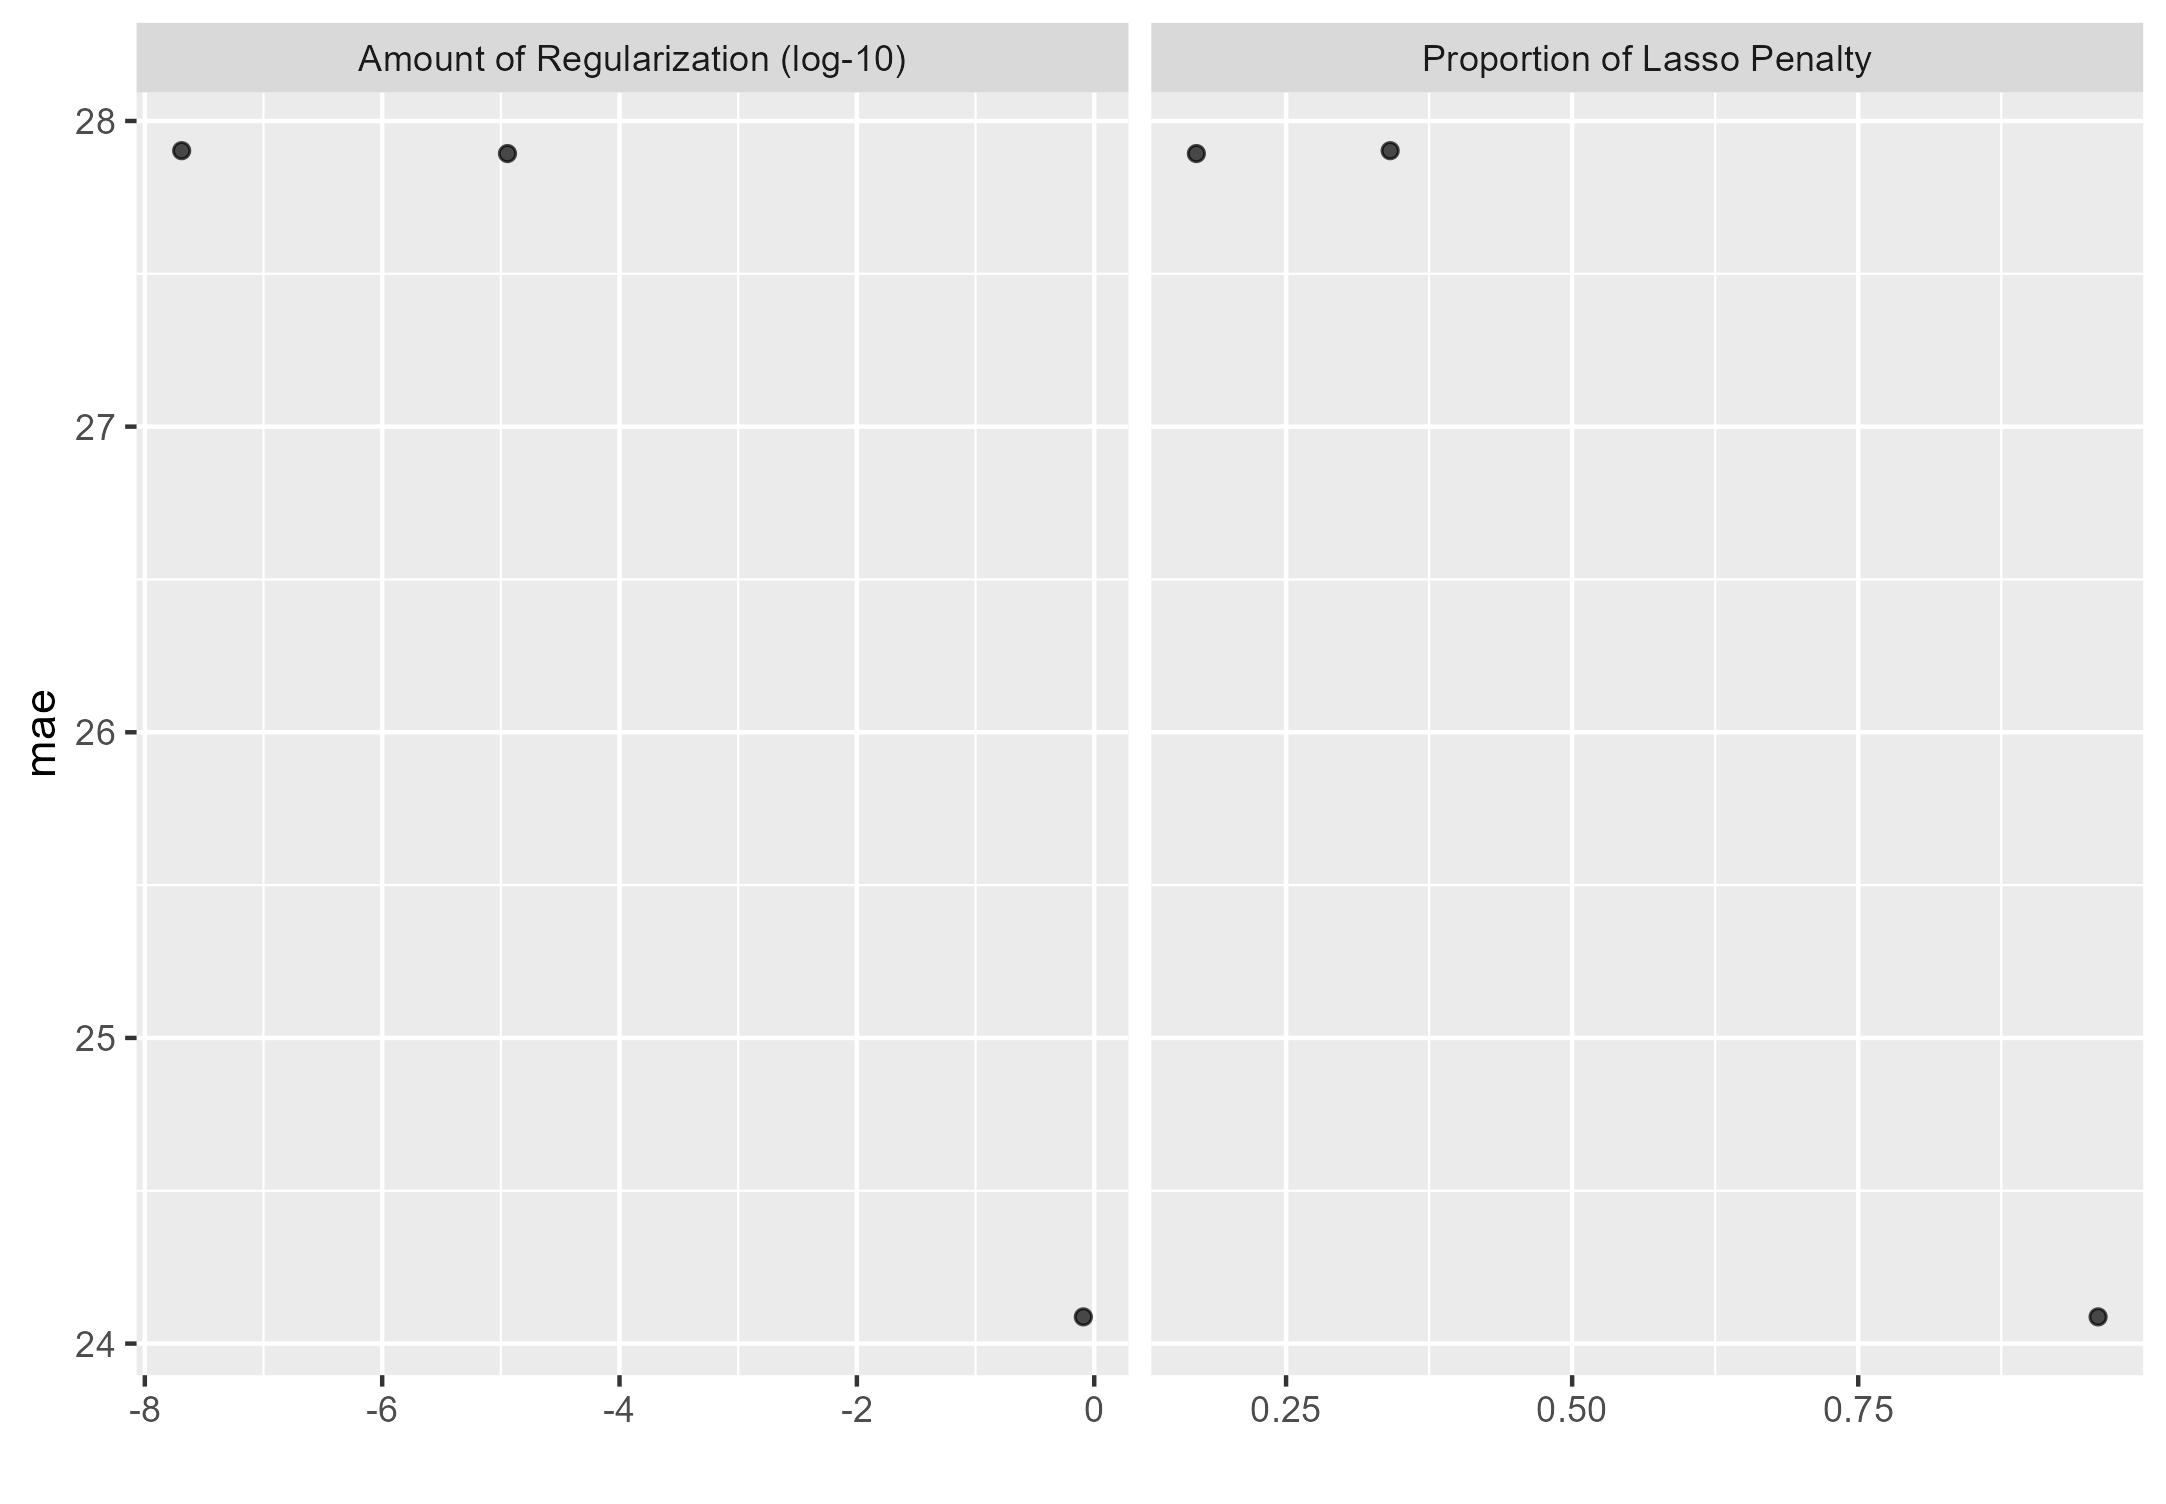 Amount of Regularization (log-10)
Proportion of Lasso Penalty
mae
28
27
26
25
24
-8 -6 -4 -2 0
0.25 0.50 0.75